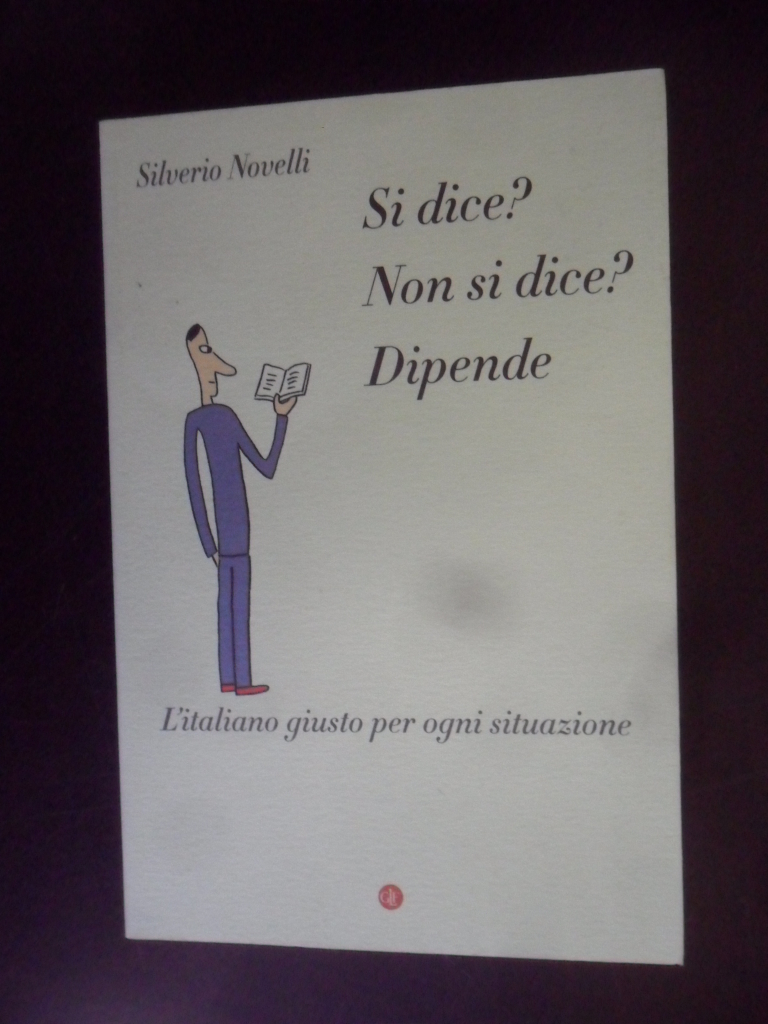 Silverio Novelli
Si dice?
Non si dice?
Dipende
L'italiano giusto per ogni situazione